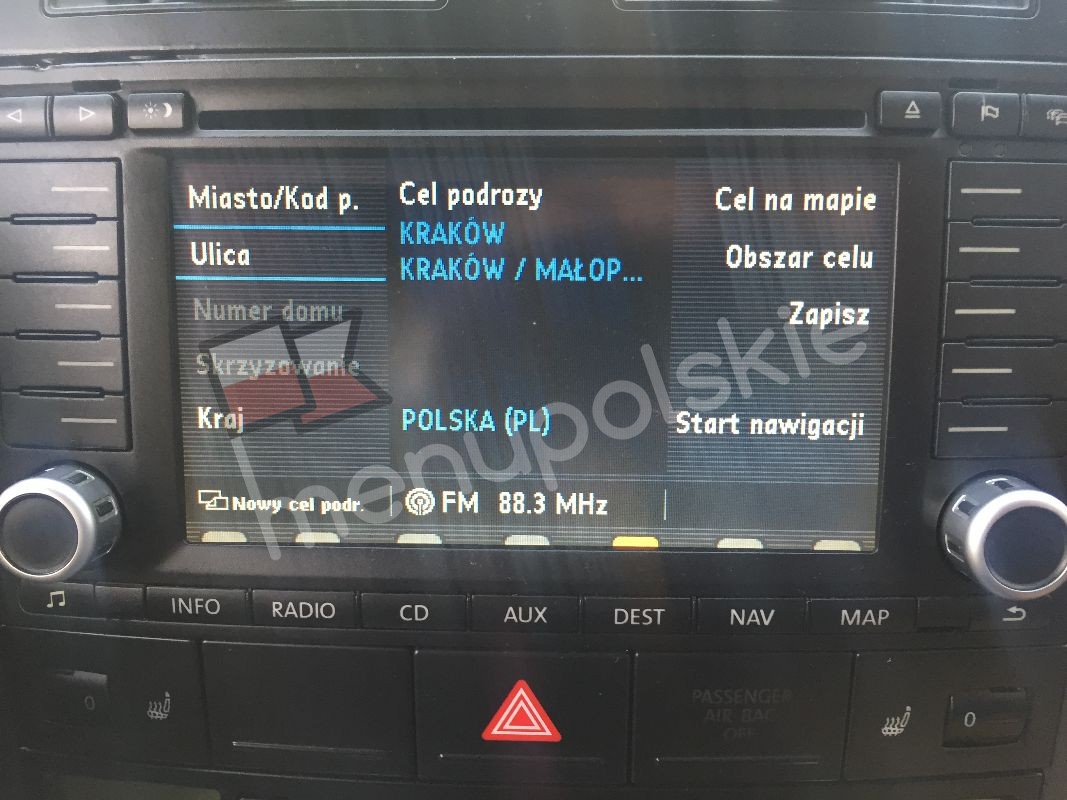 Miasto/Kod p.
Cel podrozy
Cel na mapie
KRAKÓW
Ulica
KRAKÓW / MAŁOP...
Obszar celu
Numer domu
Zapisz
Skrzyzowanie
Kraj
POLSKA (PL)
Start nawigacji
Nowy cel podr.
FM 88.3 MHz
menupolskie
INFO
RADIO
CD
AUX
DEST
NAV
MAP
0
PASSENGER
AIR BAG
OFF
0